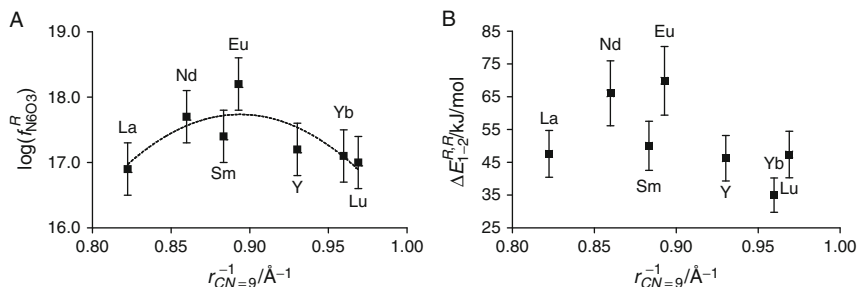 A
log(f^R_N6O3)
18.0
19.0
17.0
16.0
La
Nd
Sm
Eu
Y
Yb
Lu
0.80 0.85 0.90 0.95 1.00
r^−1_CN=9/Å^−1
B
ΔE^R,R_1–2/kJ/mol
85
75
65
55
45
35
25
La
Nd
Sm
Eu
Y
Yb
Lu
0.80 0.85 0.90 0.95 1.00
r^−1_CN=9/Å^−1